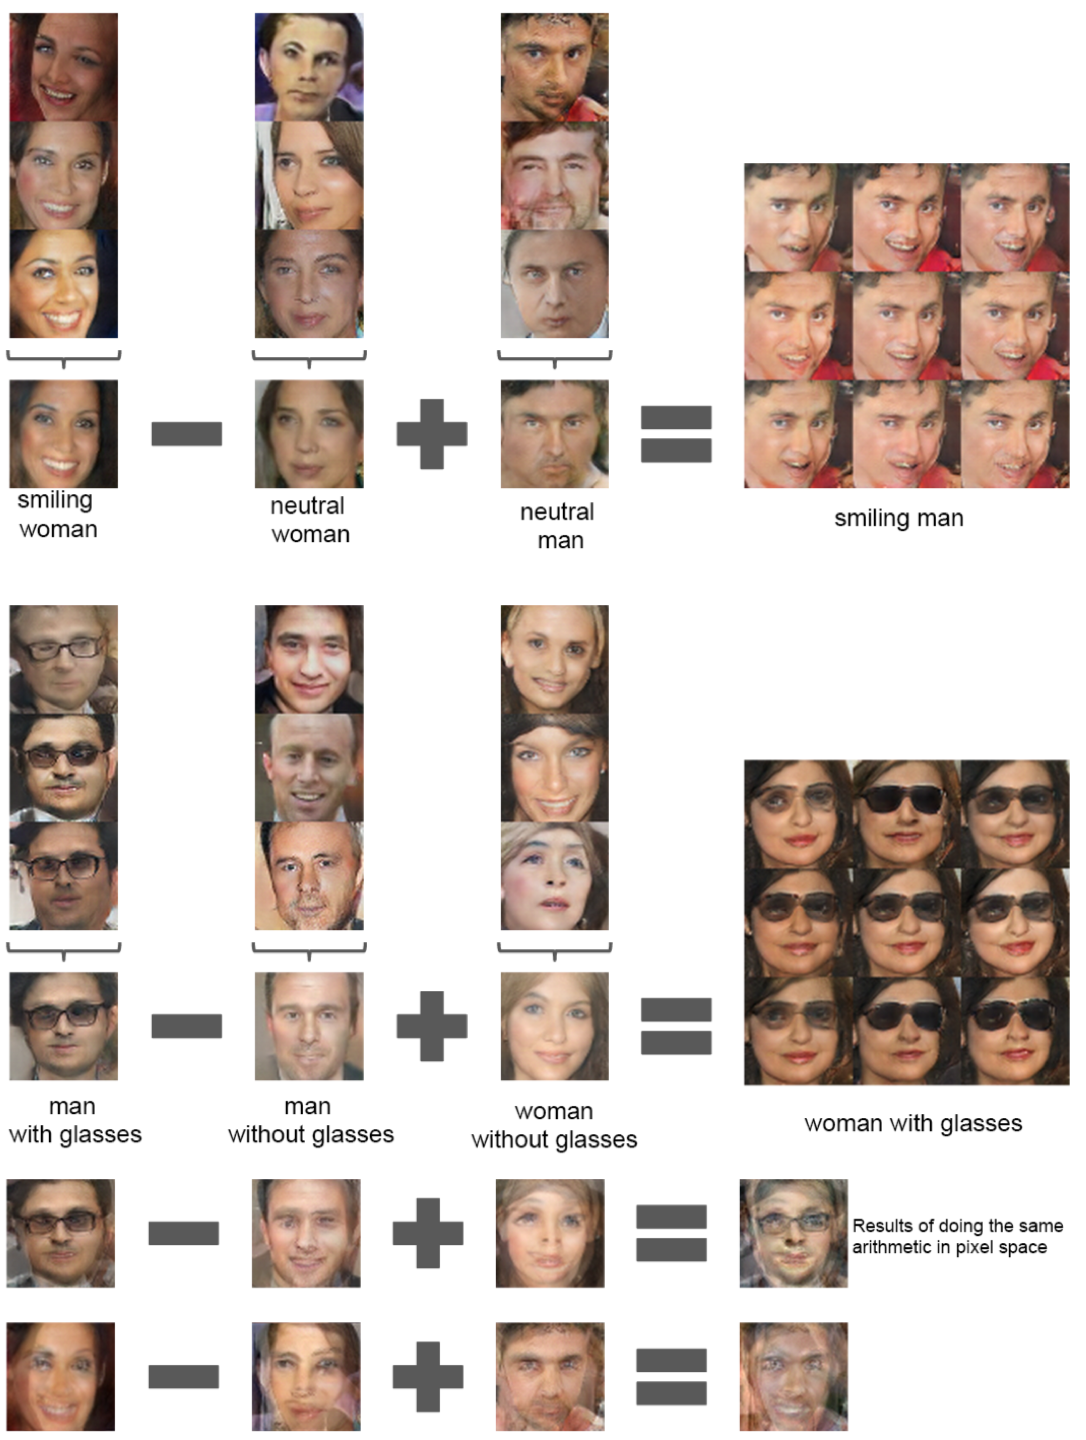 smiling
woman
neutral
woman
neutral
man
smiling man
man
with glasses
man
without glasses
woman
without glasses
woman with glasses
Results of doing the same
arithmetic in pixel space